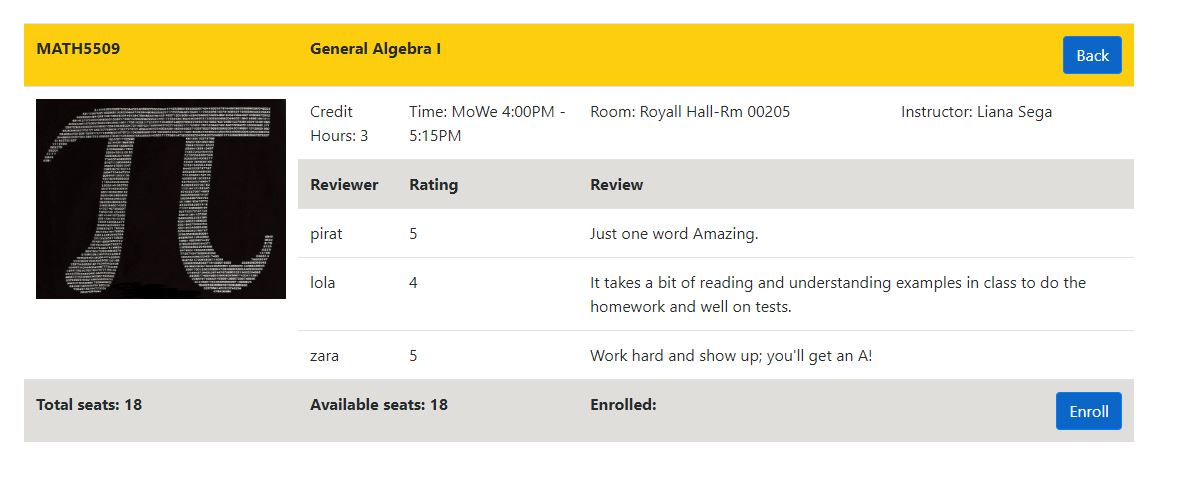 MATH5509 General Algebra I Back
Credit Time: MoWe 4:00PM - Room: Royall Hall-Rm 00205 Instructor: Liana Sega
Hours: 3 5:15PM
Reviewer Rating Review
pirat 5 Just one word Amazing.
lola 4 It takes a bit of reading and understanding examples in class to do the
homework and well on tests.
zara 5 Work hard and show up; you'll get an A!
Total seats: 18 Available seats: 18 Enrolled: Enroll